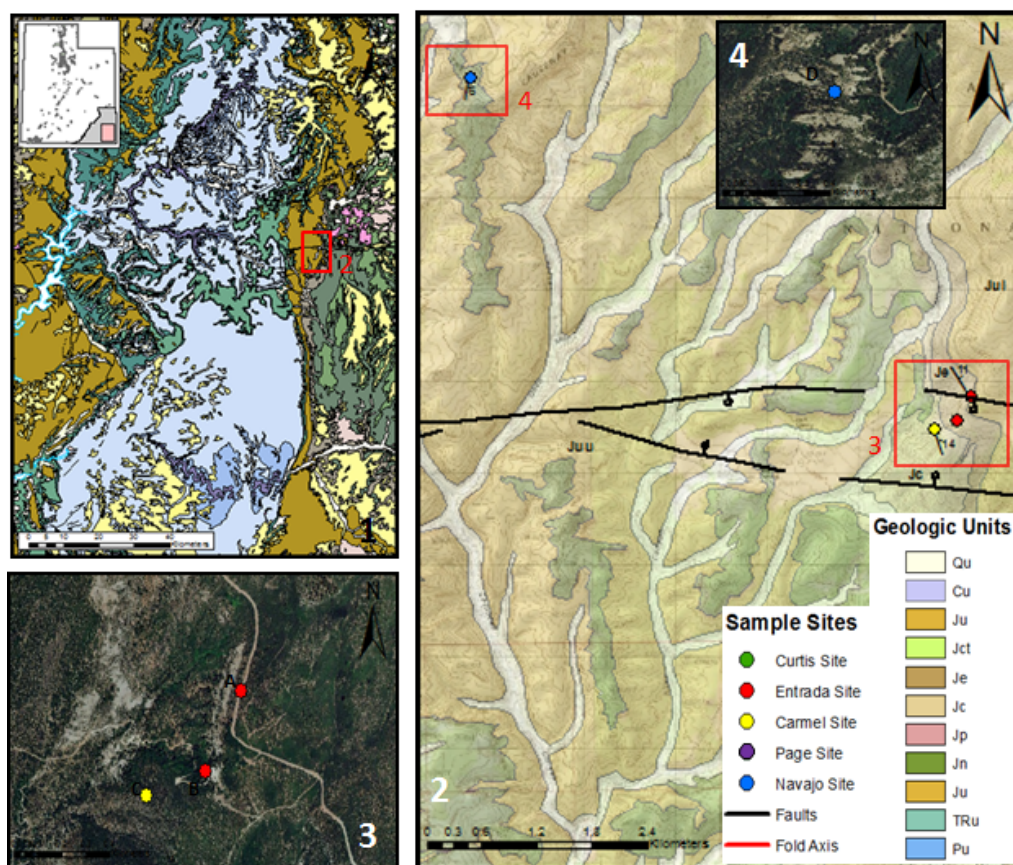 1
2
0 5 10 20 30 40
Kilometers
N
A
B
C
3
4
N
D
N
4
N A T I O N A
Juu
Jul
Je
11
14
3
Jc
2
0 0.3 0.6 1.2 1.8 2.4
Kilometers
Sample Sites
Curtis Site
Entrada Site
Carmel Site
Page Site
Navajo Site
Faults
Fold Axis
Geologic Units
Qu
Cu
Ju
Jct
Je
Jc
Jp
Jn
Ju
TRu
Pu